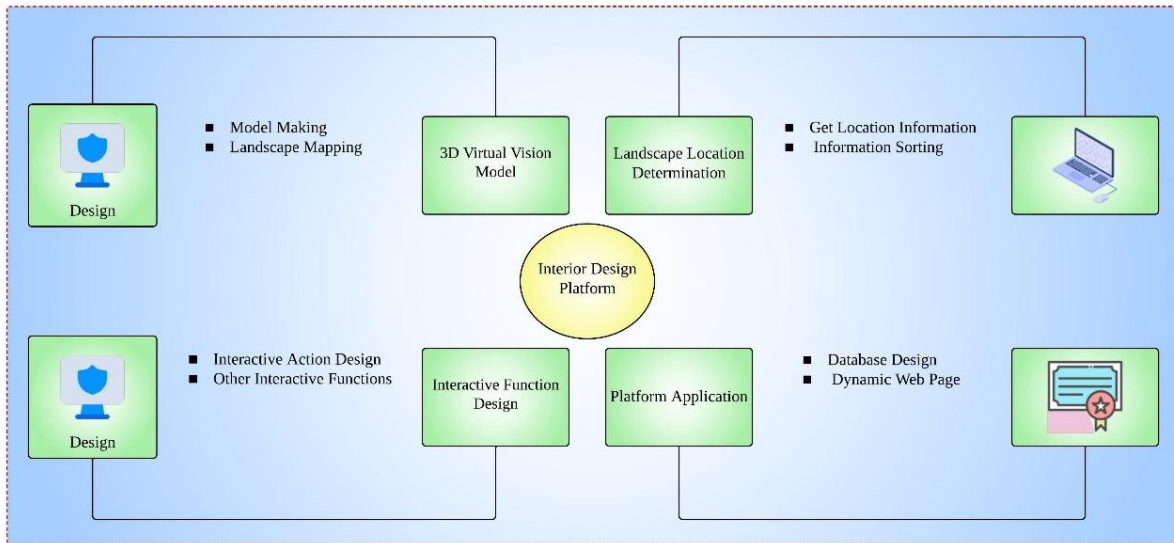 Model Making
Landscape Mapping
Design
3D Virtual Vision
Model
Landscape Location
Determination
Get Location Information
Information Sorting
Interior Design
Platform
Interactive Action Design
Other Interactive Functions
Design
Interactive Function
Design
Platform Application
Database Design
Dynamic Web Page